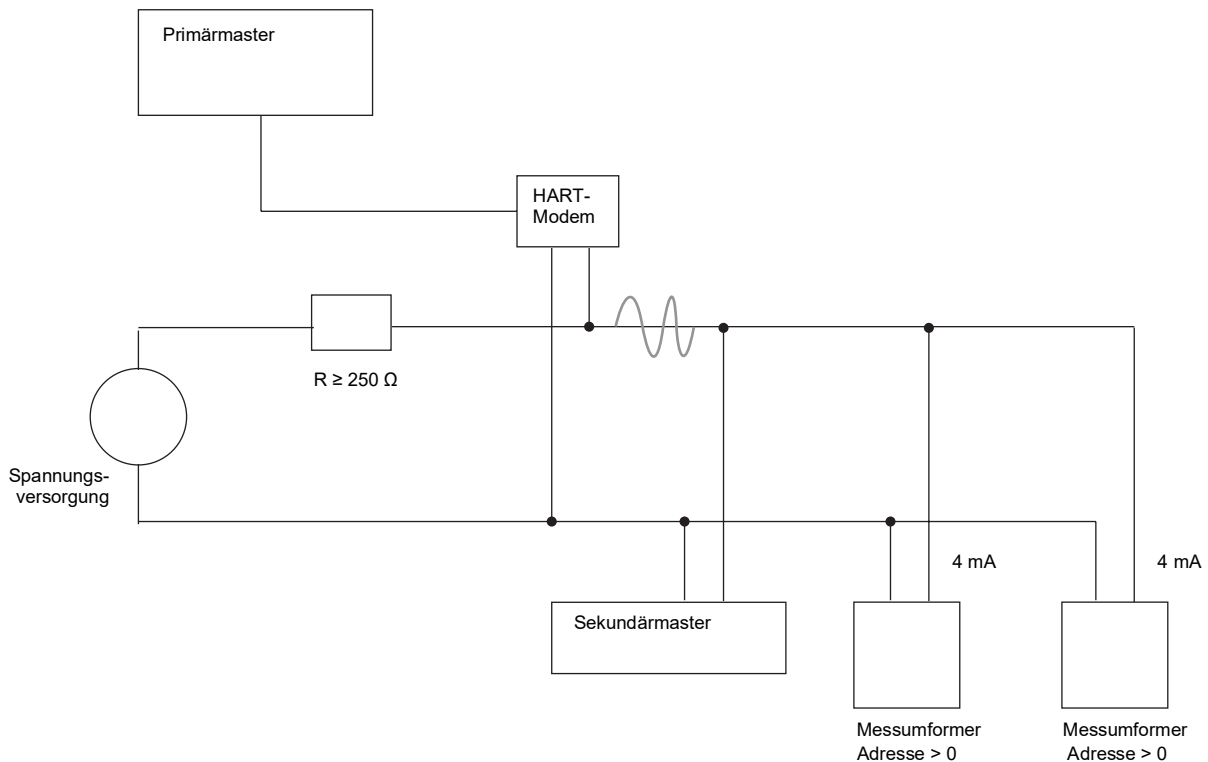 Primärmaster
HART-
Modem
R ≥ 250 Ω
Spannungs-
versorgung
4 mA
4 mA
Sekundärmaster
Messumformer
Adresse > 0
Messumformer
Adresse > 0